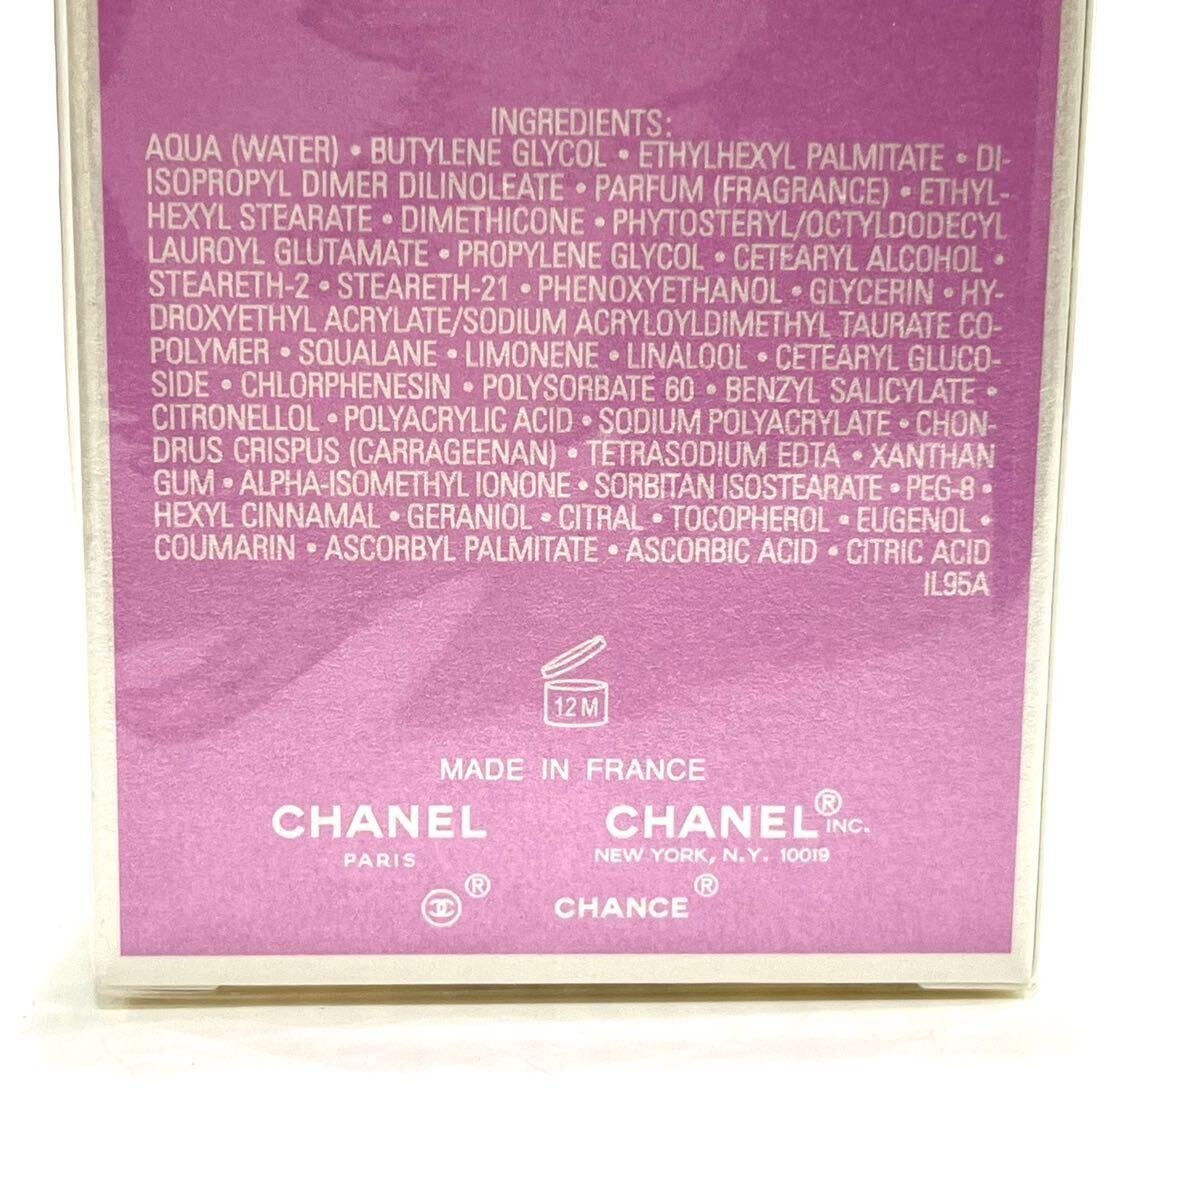 INGREDIENTS:
AQUA (WATER) • BUTYLENE GLYCOL • ETHYLHEXYL PALMITATE • DI-
ISOPROPYL DIMER DILINOLEATE • PARFUM (FRAGRANCE) • ETHYL-
HEXYL STEARATE • DIMETHICONE • PHYTOSTERYL/OCTYLDODECYL
LAUROYL GLUTAMATE • PROPYLENE GLYCOL • CETEARYL ALCOHOL •
STEARETH-2 • STEARETH-21 • PHENOXYETHANOL • GLYCERIN • HY-
DROXYETHYL ACRYLATE/SODIUM ACRYLOYLDIMETHYL TAURATE CO-
POLYMER • SQUALANE • LIMONENE • LINALOOL • CETEARYL GLUCO-
SIDE • CHLORPHENESIN • POLYSORBATE 60 • BENZYL SALICYLATE •
CITRONELLOL • POLYACRYLIC ACID • SODIUM POLYACRYLATE • CHON-
DRUS CRISPUS (CARRAGEENAN) • TETRASODIUM EDTA • XANTHAN
GUM • ALPHA-ISOMETHYL IONONE • SORBITAN ISOSTEARATE • PEG-8 •
HEXYL CINNAMAL • GERANIOL • CITRAL • TOCOPHEROL • EUGENOL •
COUMARIN • ASCORBYL PALMITATE • ASCORBIC ACID • CITRIC ACID
IL95A
12M
MADE IN FRANCE
CHANEL CHANEL® INC.
PARIS NEW YORK, N.Y. 10019
® CHANCE®